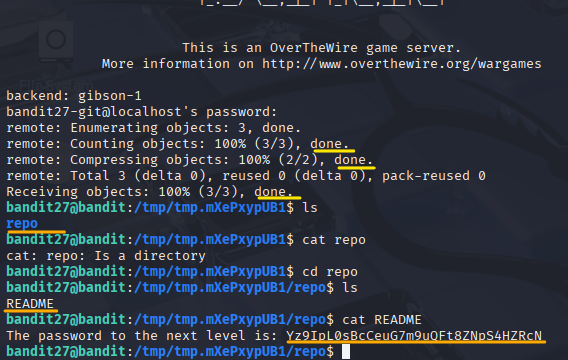 This is an OverTheWire game server.
More information on http://www.overthewire.org/wargames
backend: gibson-1
bandit27-git@localhost's password:
remote: Enumerating objects: 3, done.
remote: Counting objects: 100% (3/3), done.
remote: Compressing objects: 100% (2/2), done.
remote: Total 3 (delta 0), reused 0 (delta 0), pack-reused 0
Receiving objects: 100% (3/3), done.
bandit27@bandit:/tmp/tmp.mXePxypUB1$ ls
repo
bandit27@bandit:/tmp/tmp.mXePxypUB1$ cat repo
cat: repo: Is a directory
bandit27@bandit:/tmp/tmp.mXePxypUB1$ cd repo
bandit27@bandit:/tmp/tmp.mXePxypUB1/repo$ ls
README
bandit27@bandit:/tmp/tmp.mXePxypUB1/repo$ cat README
The password to the next level is: Yz9IpL0sBcCeuG7m9uQFt8ZNpS4HZRcN
bandit27@bandit:/tmp/tmp.mXePxypUB1/repo$